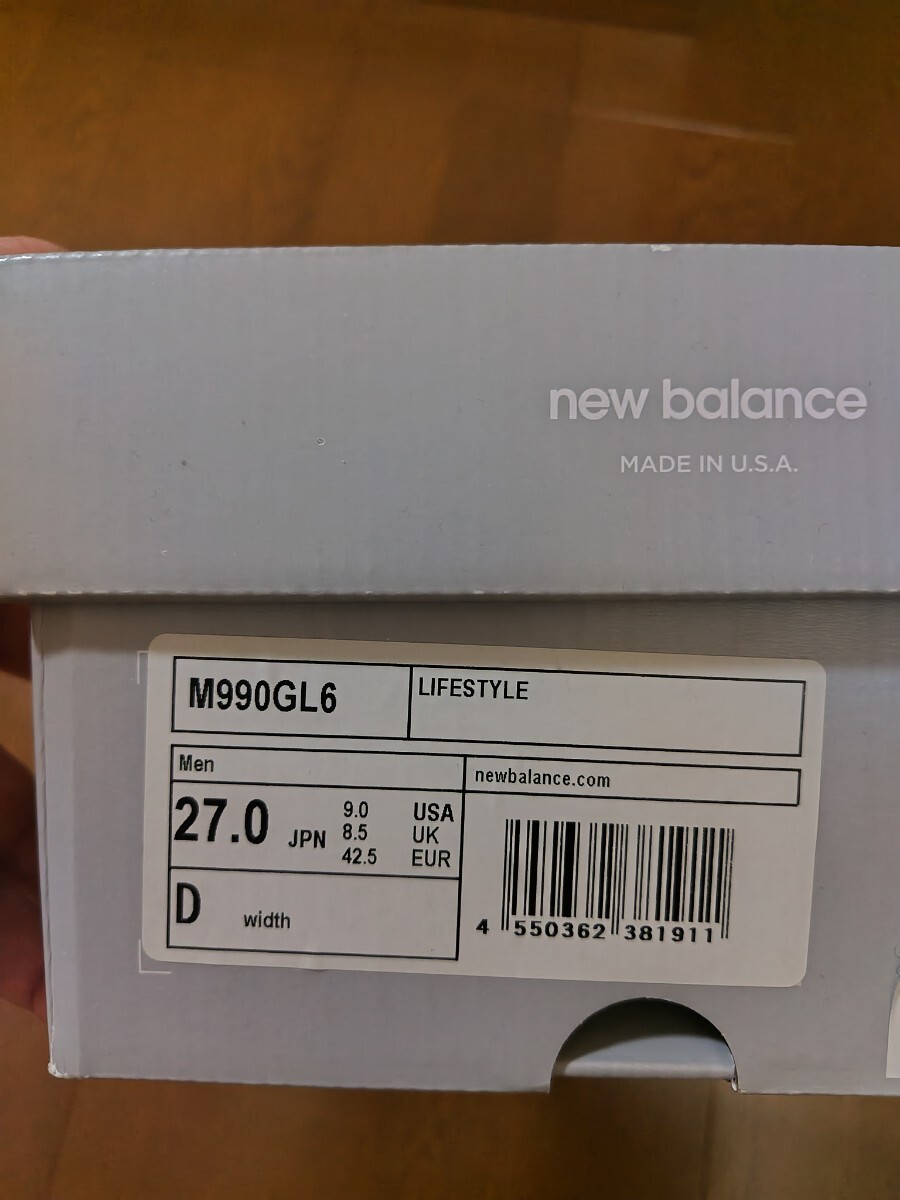 new balance
MADE IN U.S.A.
M990GL6
LIFESTYLE
Men
newbalance.com
27.0 JPN
9.0 USA
8.5 UK
42.5 EUR
D width
4 550362 381911